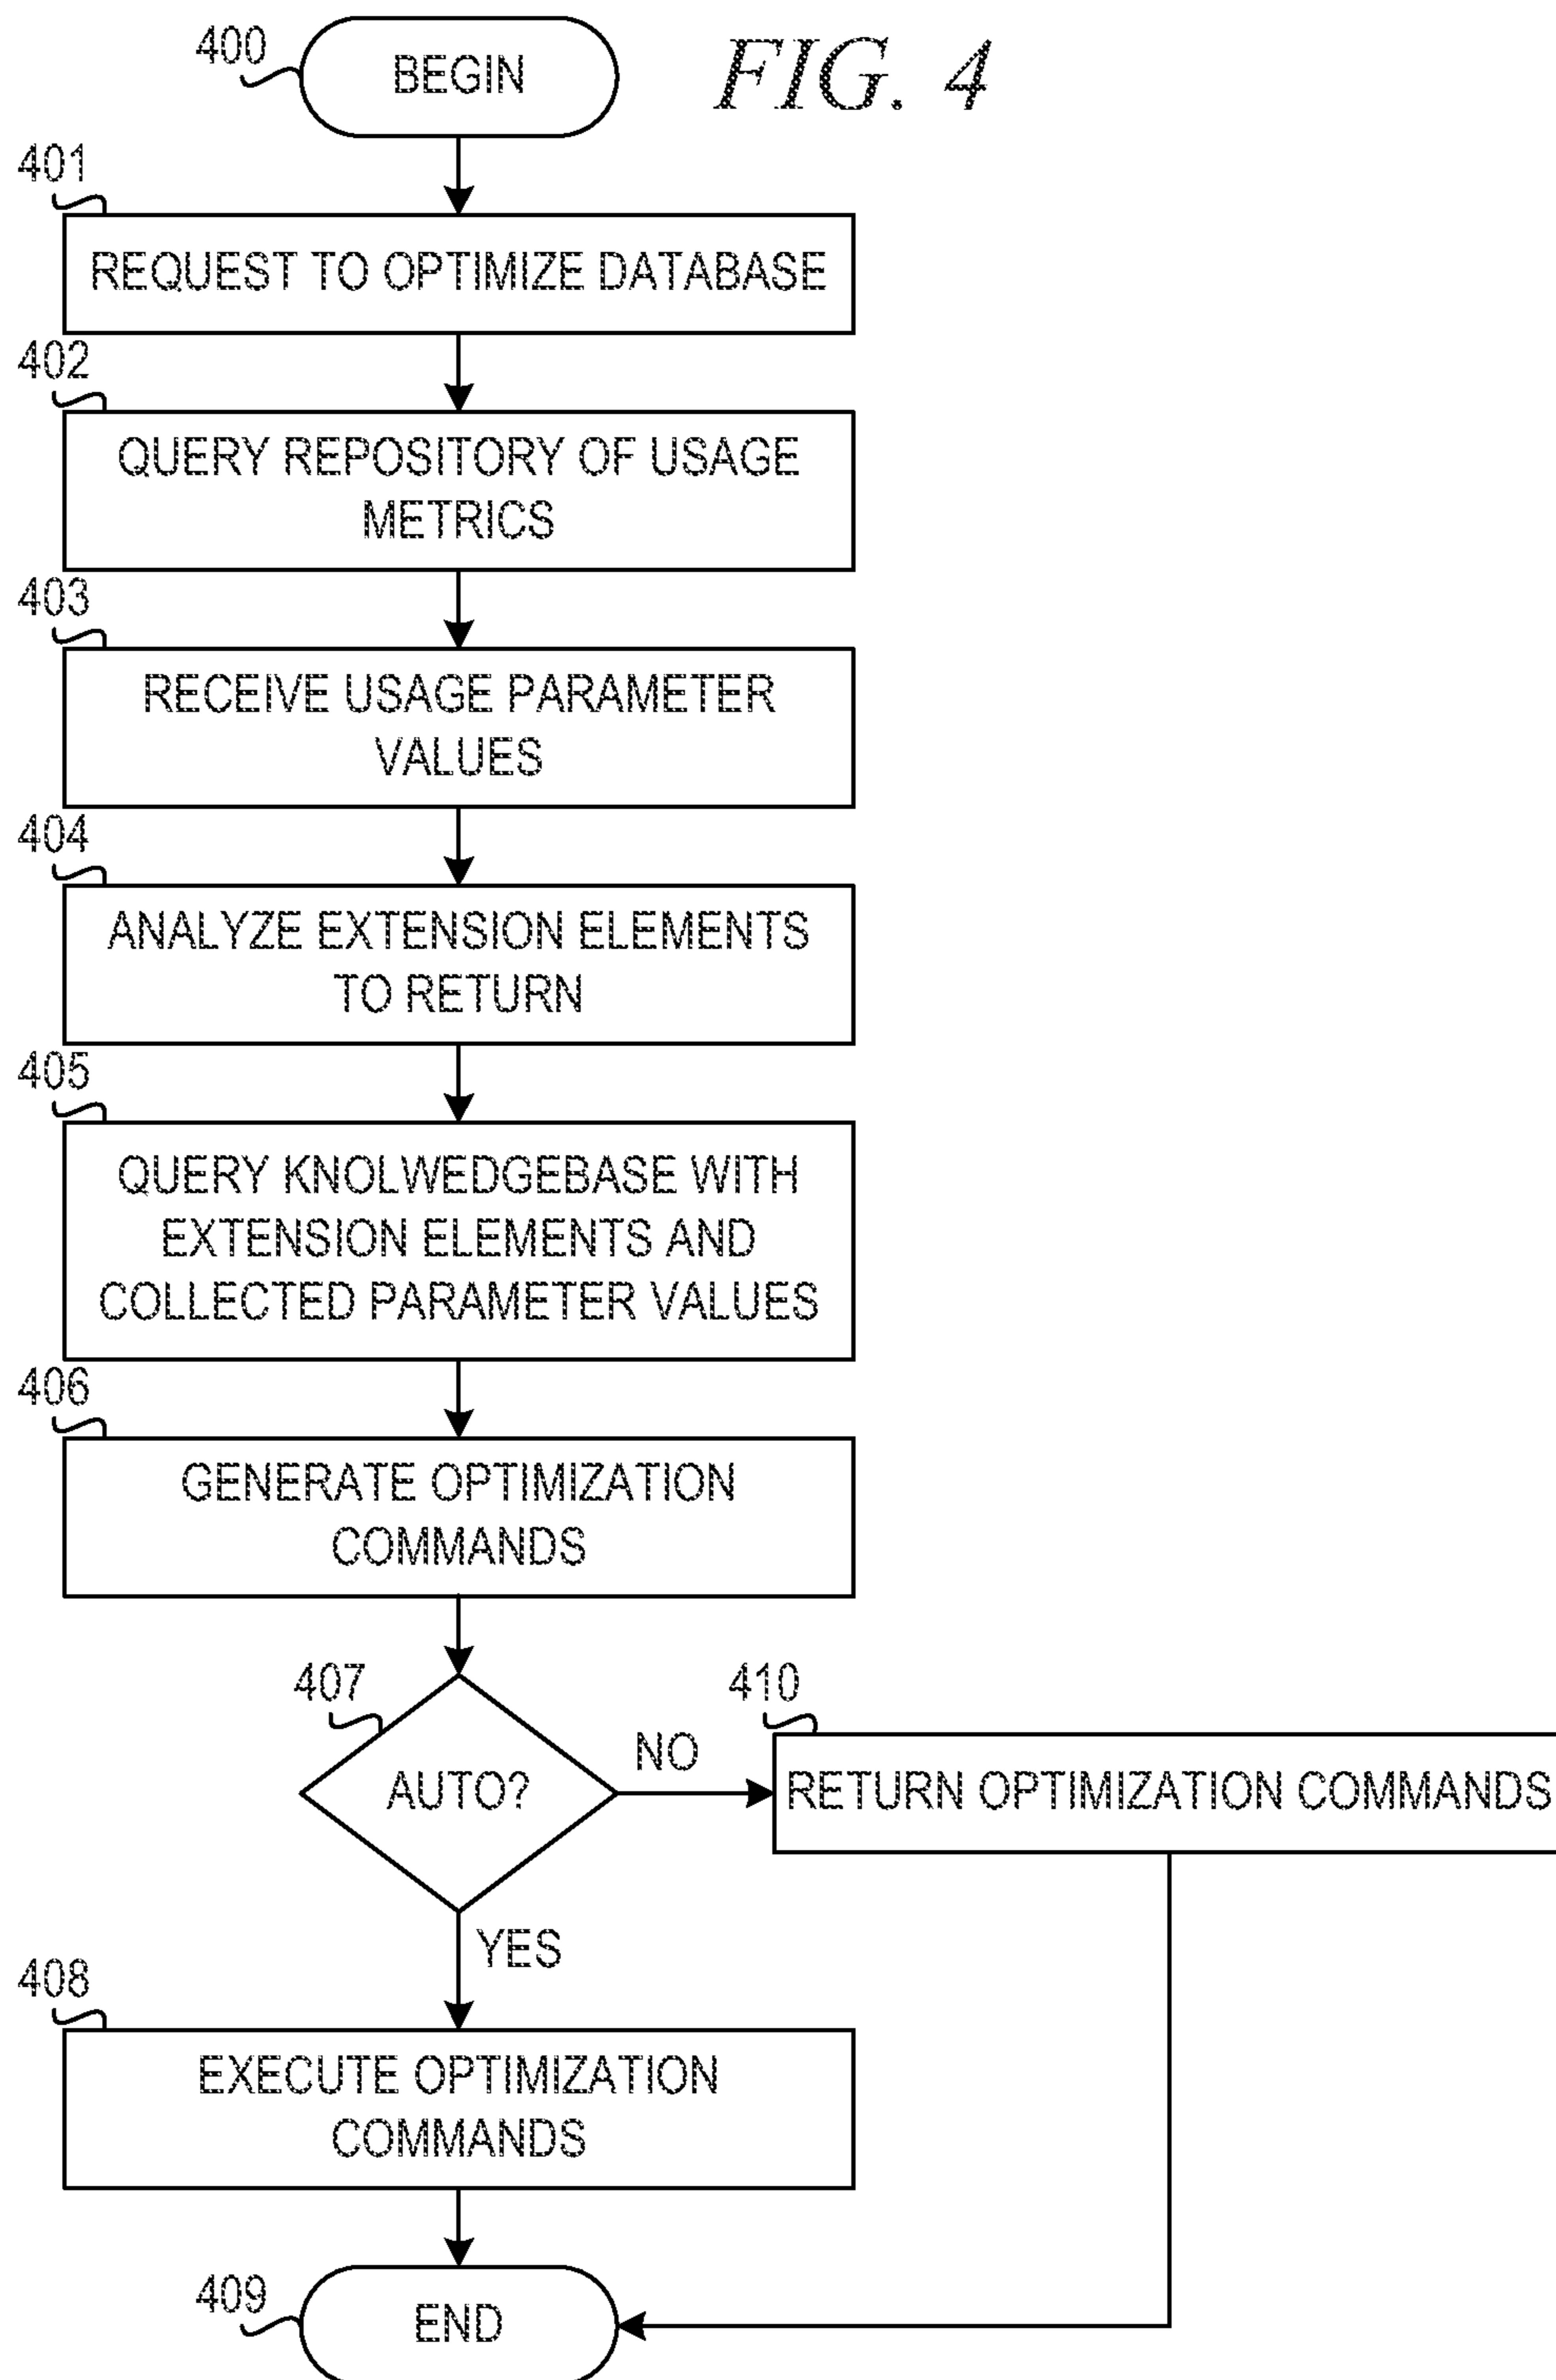 400
BEGIN
FIG. 4
401
REQUEST TO OPTIMIZE DATABASE
402
QUERY REPOSITORY OF USAGE
METRICS
403
RECEIVE USAGE PARAMETER
VALUES
404
ANALYZE EXTENSION ELEMENTS
TO RETURN
405
QUERY KNOLWEDGEBASE WITH
EXTENSION ELEMENTS AND
COLLECTED PARAMETER VALUES
406
GENERATE OPTIMIZATION
COMMANDS
407
AUTO?
NO
410
RETURN OPTIMIZATION COMMANDS
YES
408
EXECUTE OPTIMIZATION
COMMANDS
409
END